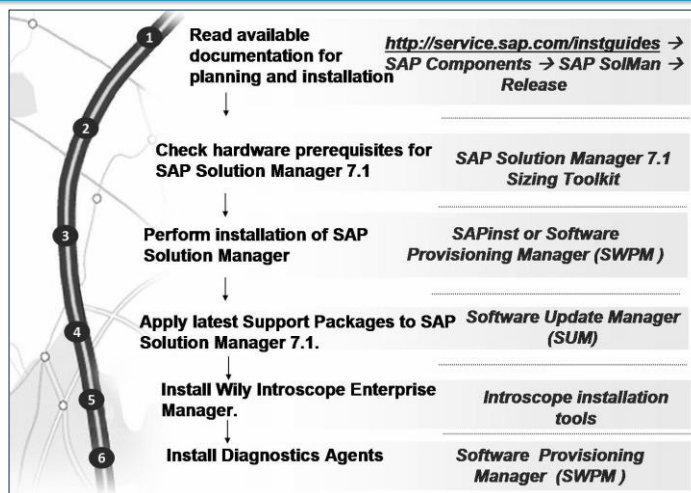 1
Read available
documentation for
planning and installation
http://service.sap.com/instguides →
SAP Components → SAP SolMan →
Release
2
Check hardware prerequisites for
SAP Solution Manager 7.1
SAP Solution Manager 7.1
Sizing Toolkit
3
Perform installation of SAP
Solution Manager
SAPinst or Software
Provisioning Manager (SWPM )
4
Apply latest Support Packages to SAP
Solution Manager 7.1.
Software Update Manager
(SUM)
5
Install Wily Introscope Enterprise
Manager.
Introscope installation
tools
6
Install Diagnostics Agents
Software Provisioning
Manager (SWPM )